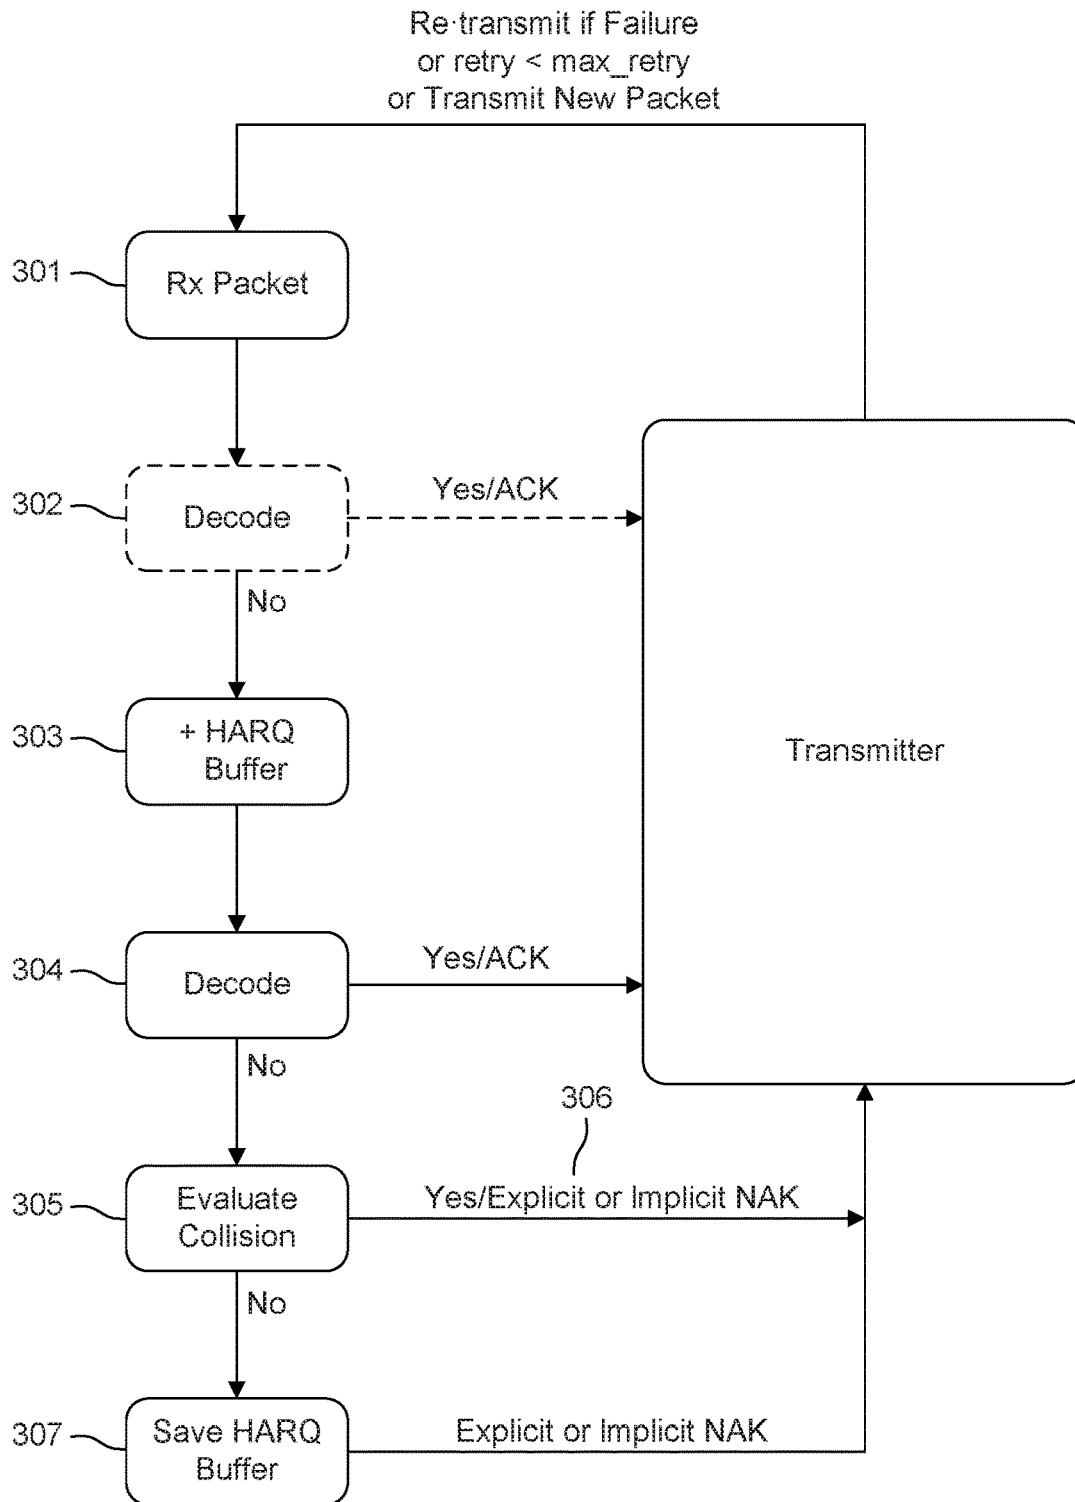 Re-transmit if Failure
or retry < max_retry
or Transmit New Packet
301
Rx Packet
302
Decode
Yes/ACK
No
303
+ HARQ
Buffer
Transmitter
304
Decode
Yes/ACK
No
306
305
Evaluate
Collision
Yes/Explicit or Implicit NAK
No
307
Save HARQ
Buffer
Explicit or Implicit NAK